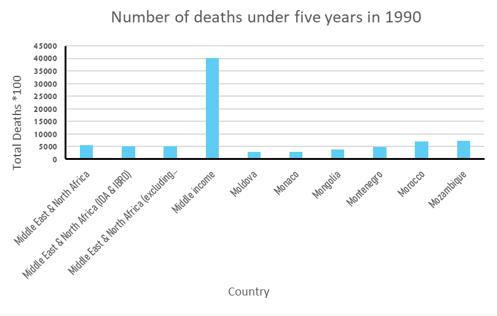 Number of deaths under five years in 1990
Total Deaths *100
45000
40000
35000
30000
25000
20000
15000
10000
5000
0
Middle East & North Africa
Middle East & North Africa (IDA & IBRD)
Middle East & North Africa (excluding...
Middle income
Moldova
Monaco
Mongolia
Montenegro
Morocco
Mozambique
Country